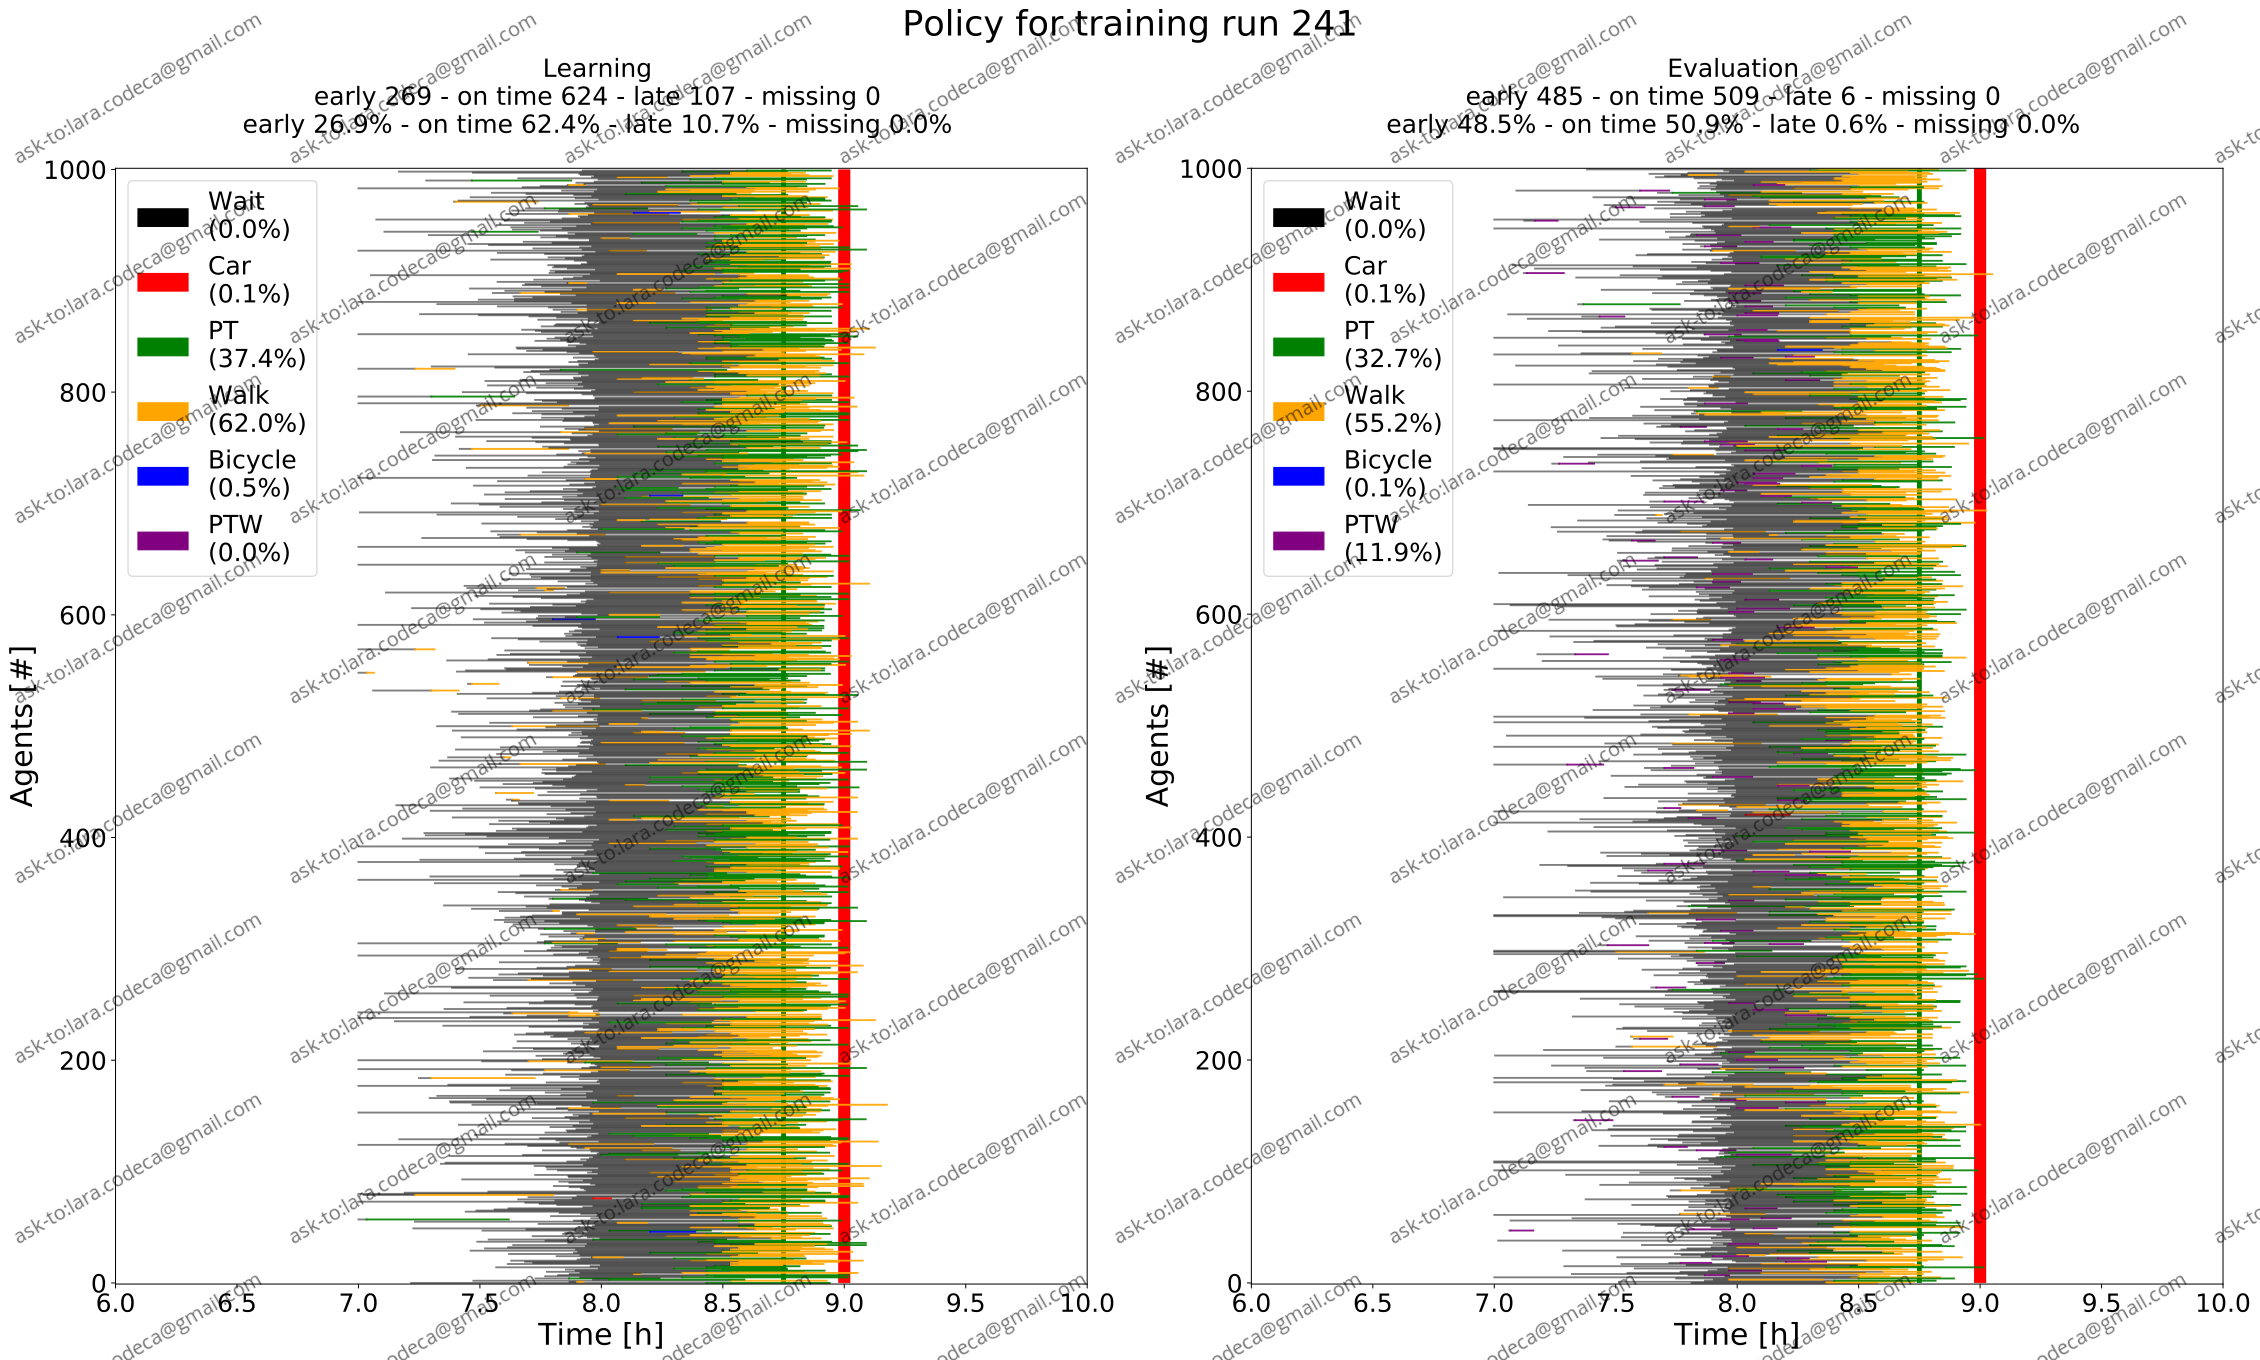 Policy for training run 241
Learning
early 269 - on time 624 - late 107 - missing 0
early 26.9% - on time 62.4% - late 10.7% - missing 0.0%
Agents [#]
1000
800
600
400
200
0
Wait
(0.0%)
Car
(0.1%)
PT
(37.4%)
Walk
(62.0%)
Bicycle
(0.5%)
PTW
(0.0%)
6.0 6.5 7.0 7.5 8.0 8.5 9.0 9.5 10.0
Time [h]
Evaluation
early 485 - on time 509 - late 6 - missing 0
early 48.5% - on time 50.9% - late 0.6% - missing 0.0%
Agents [#]
1000
800
600
400
200
0
Wait
(0.0%)
Car
(0.1%)
PT
(32.7%)
Walk
(55.2%)
Bicycle
(0.1%)
PTW
(11.9%)
6.0 6.5 7.0 7.5 8.0 8.5 9.0 9.5 10.0
Time [h]
ask-to:lara.codeca@gmail.com